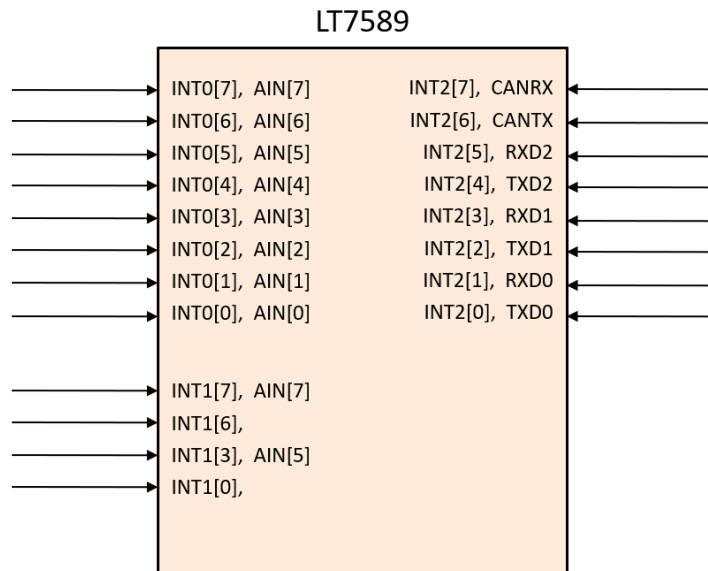 LT7589
INT0[7], AIN[7]
INT0[6], AIN[6]
INT0[5], AIN[5]
INT0[4], AIN[4]
INT0[3], AIN[3]
INT0[2], AIN[2]
INT0[1], AIN[1]
INT0[0], AIN[0]
INT1[7], AIN[7]
INT1[6],
INT1[3], AIN[5]
INT1[0],
INT2[7], CANRX
INT2[6], CANTX
INT2[5], RXD2
INT2[4], TXD2
INT2[3], RXD1
INT2[2], TXD1
INT2[1], RXD0
INT2[0], TXD0